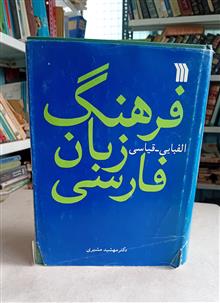 فرهنگ
زبان
الفبایی-قیاسی
فارسی
دکتر مهشید مشیری